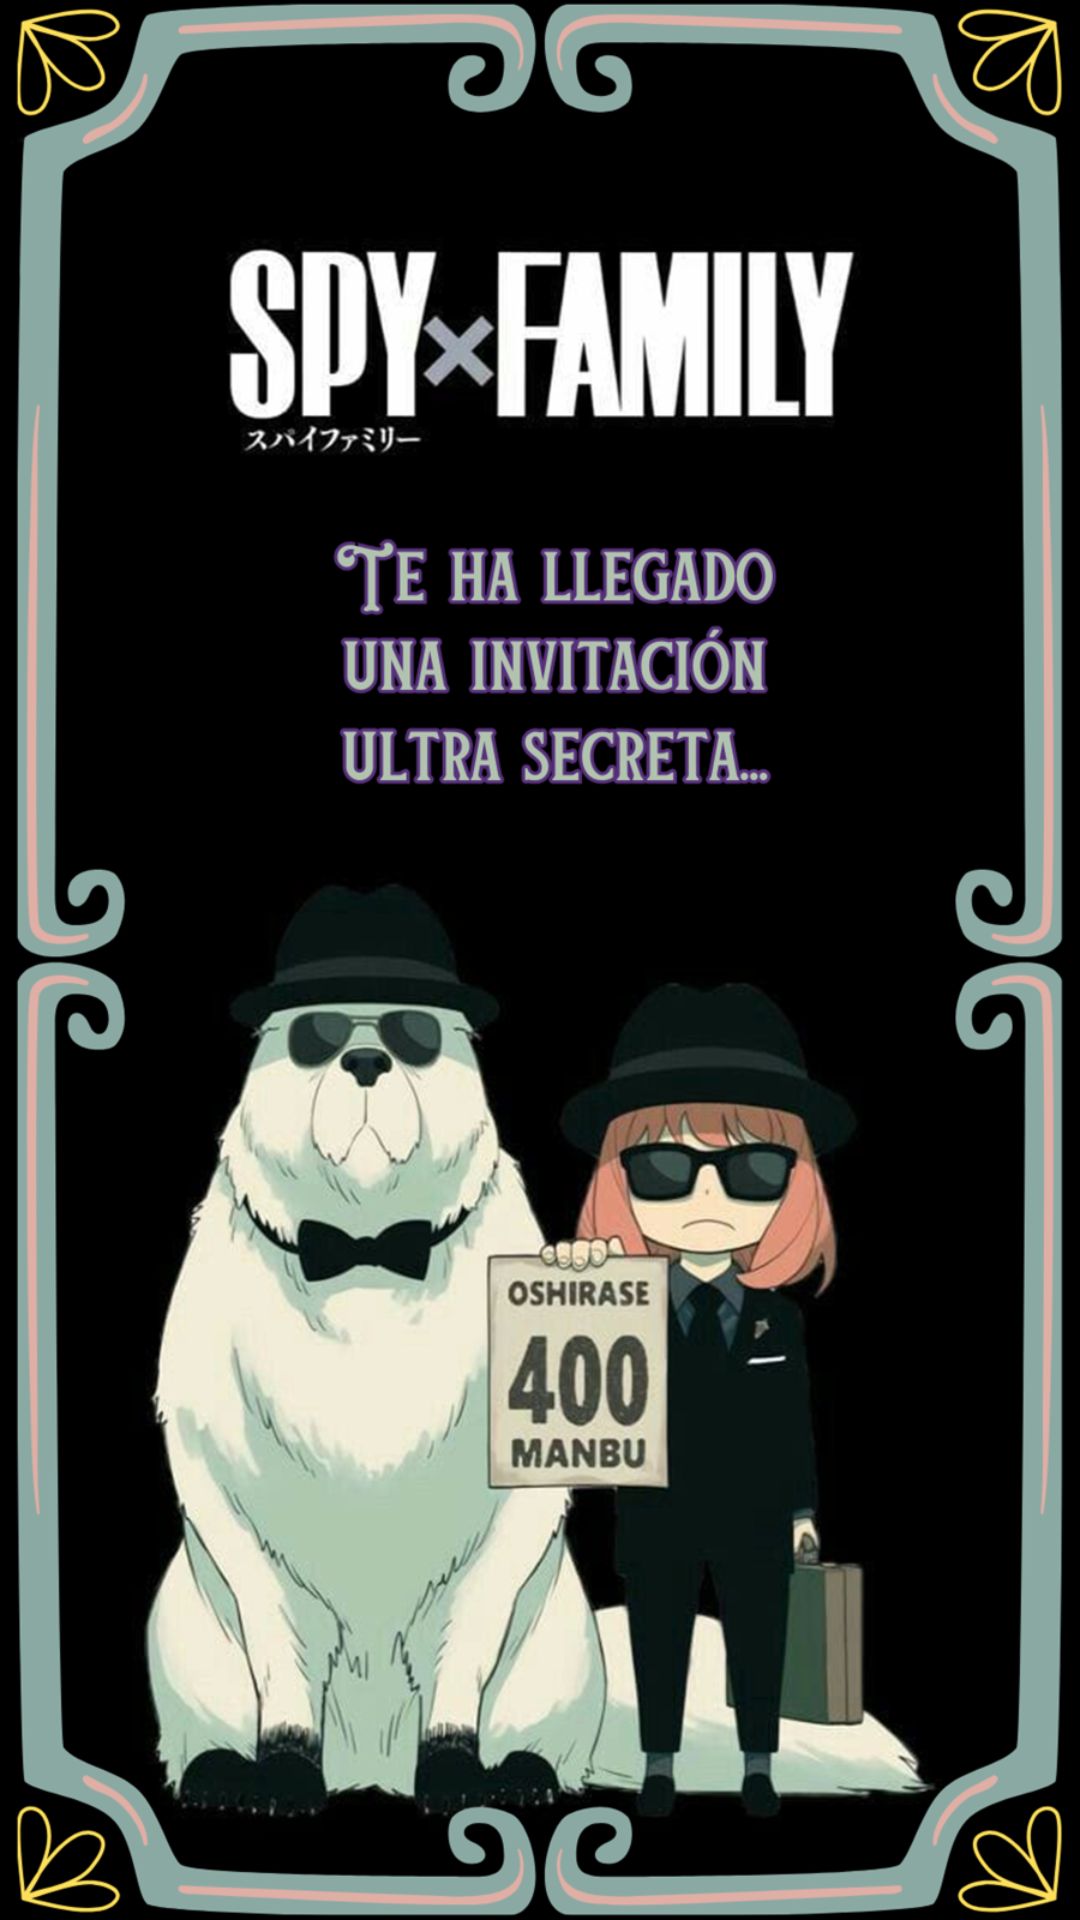 SPY×FAMILY
スパイファミリー
Te ha llegado
una invitación
ultra secreta...
OSHIRASE
400
MANBU